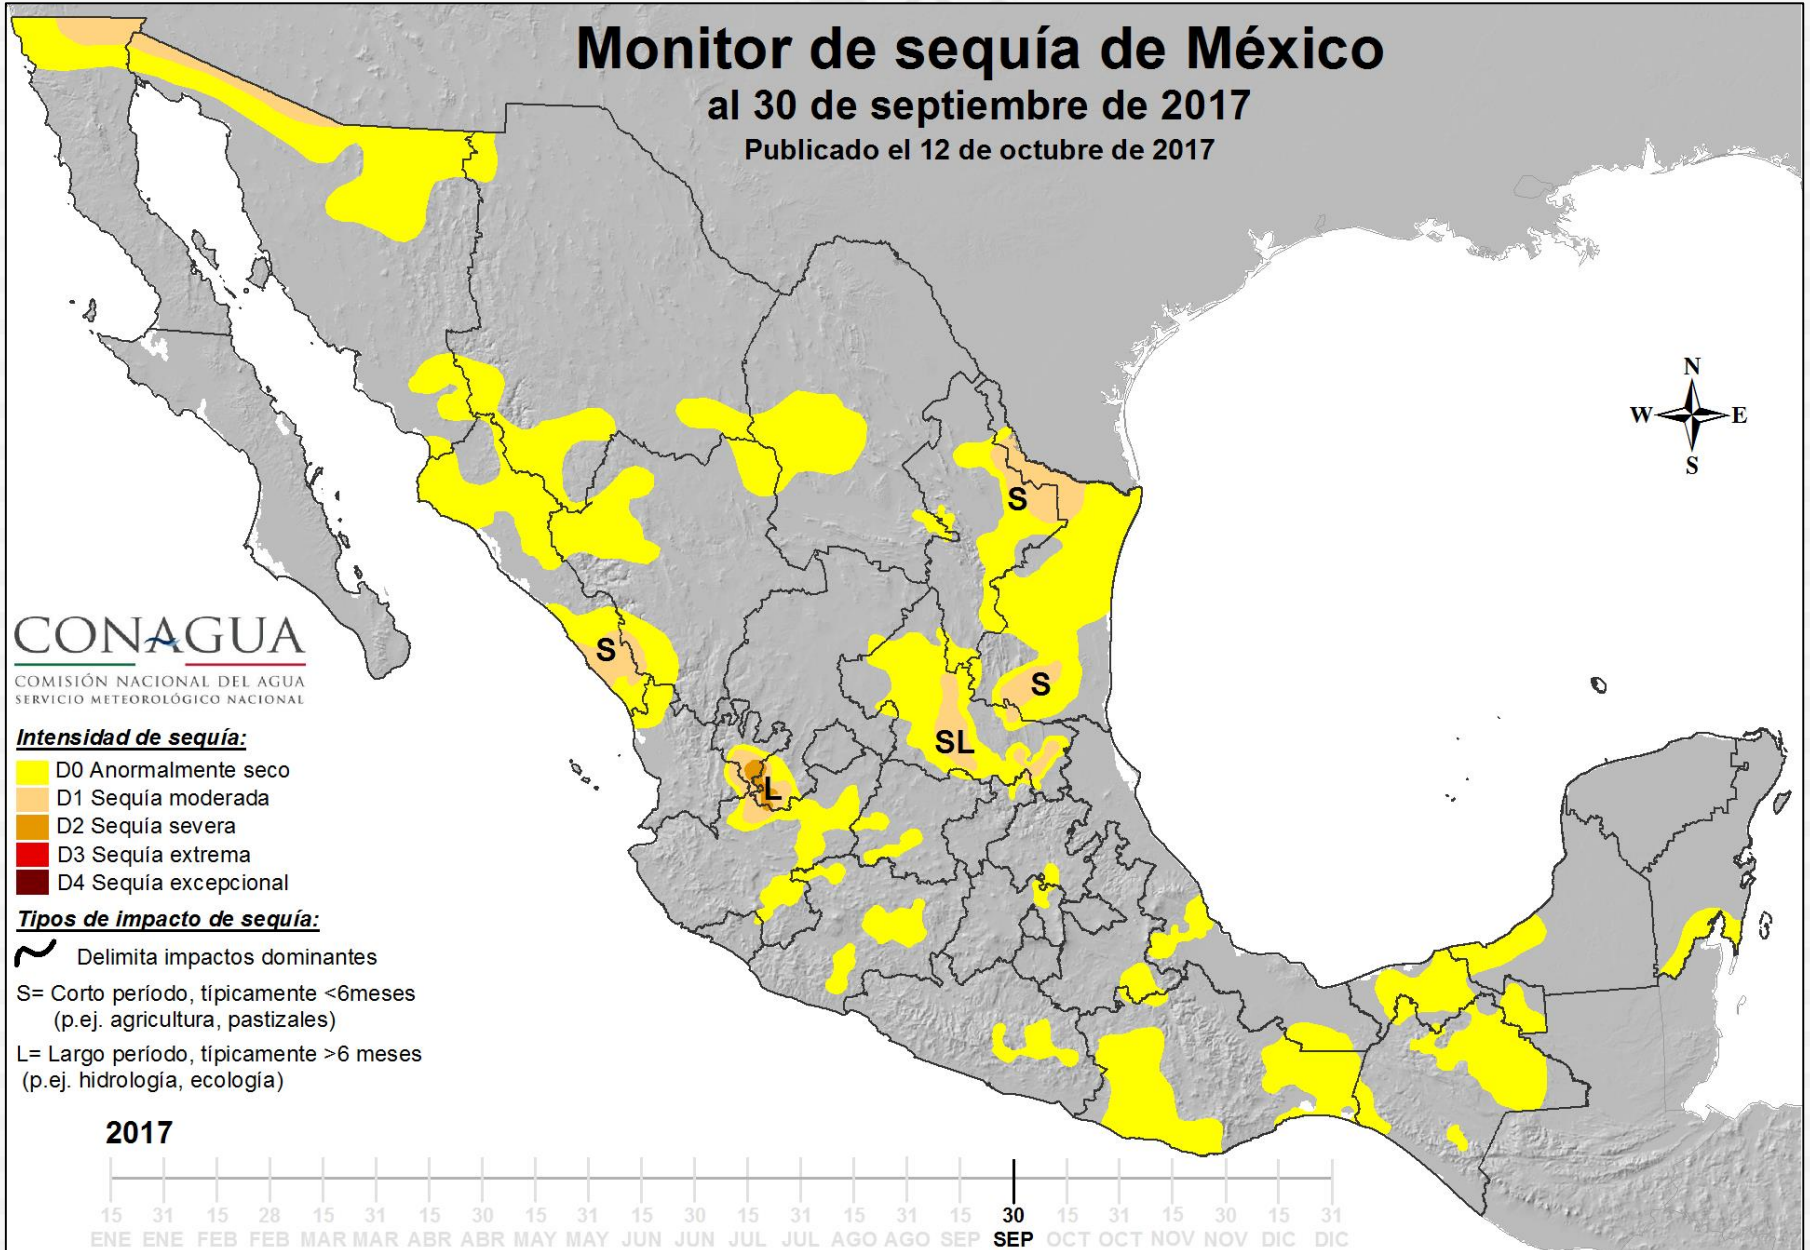 Monitor de sequía de México
al 30 de septiembre de 2017
Publicado el 12 de octubre de 2017
N
W E
S
S
S
S
SL
L
CONAGUA
COMISIÓN NACIONAL DEL AGUA
SERVICIO METEOROLÓGICO NACIONAL
Intensidad de sequía:
D0 Anormalmente seco
D1 Sequía moderada
D2 Sequía severa
D3 Sequía extrema
D4 Sequía excepcional
Tipos de impacto de sequía:
Delimita impactos dominantes
S= Corto período, típicamente <6meses
(p.ej. agricultura, pastizales)
L= Largo período, típicamente >6 meses
(p.ej. hidrología, ecología)
2017
15 31 15 28 15 31 15 30 15 31 15 30 15 31 15 31 15 30 15 31 15 30 15 31
ENE ENE FEB FEB MAR MAR ABR ABR MAY MAY JUN JUN JUL JUL AGO AGO SEP SEP OCT OCT NOV NOV DIC DIC